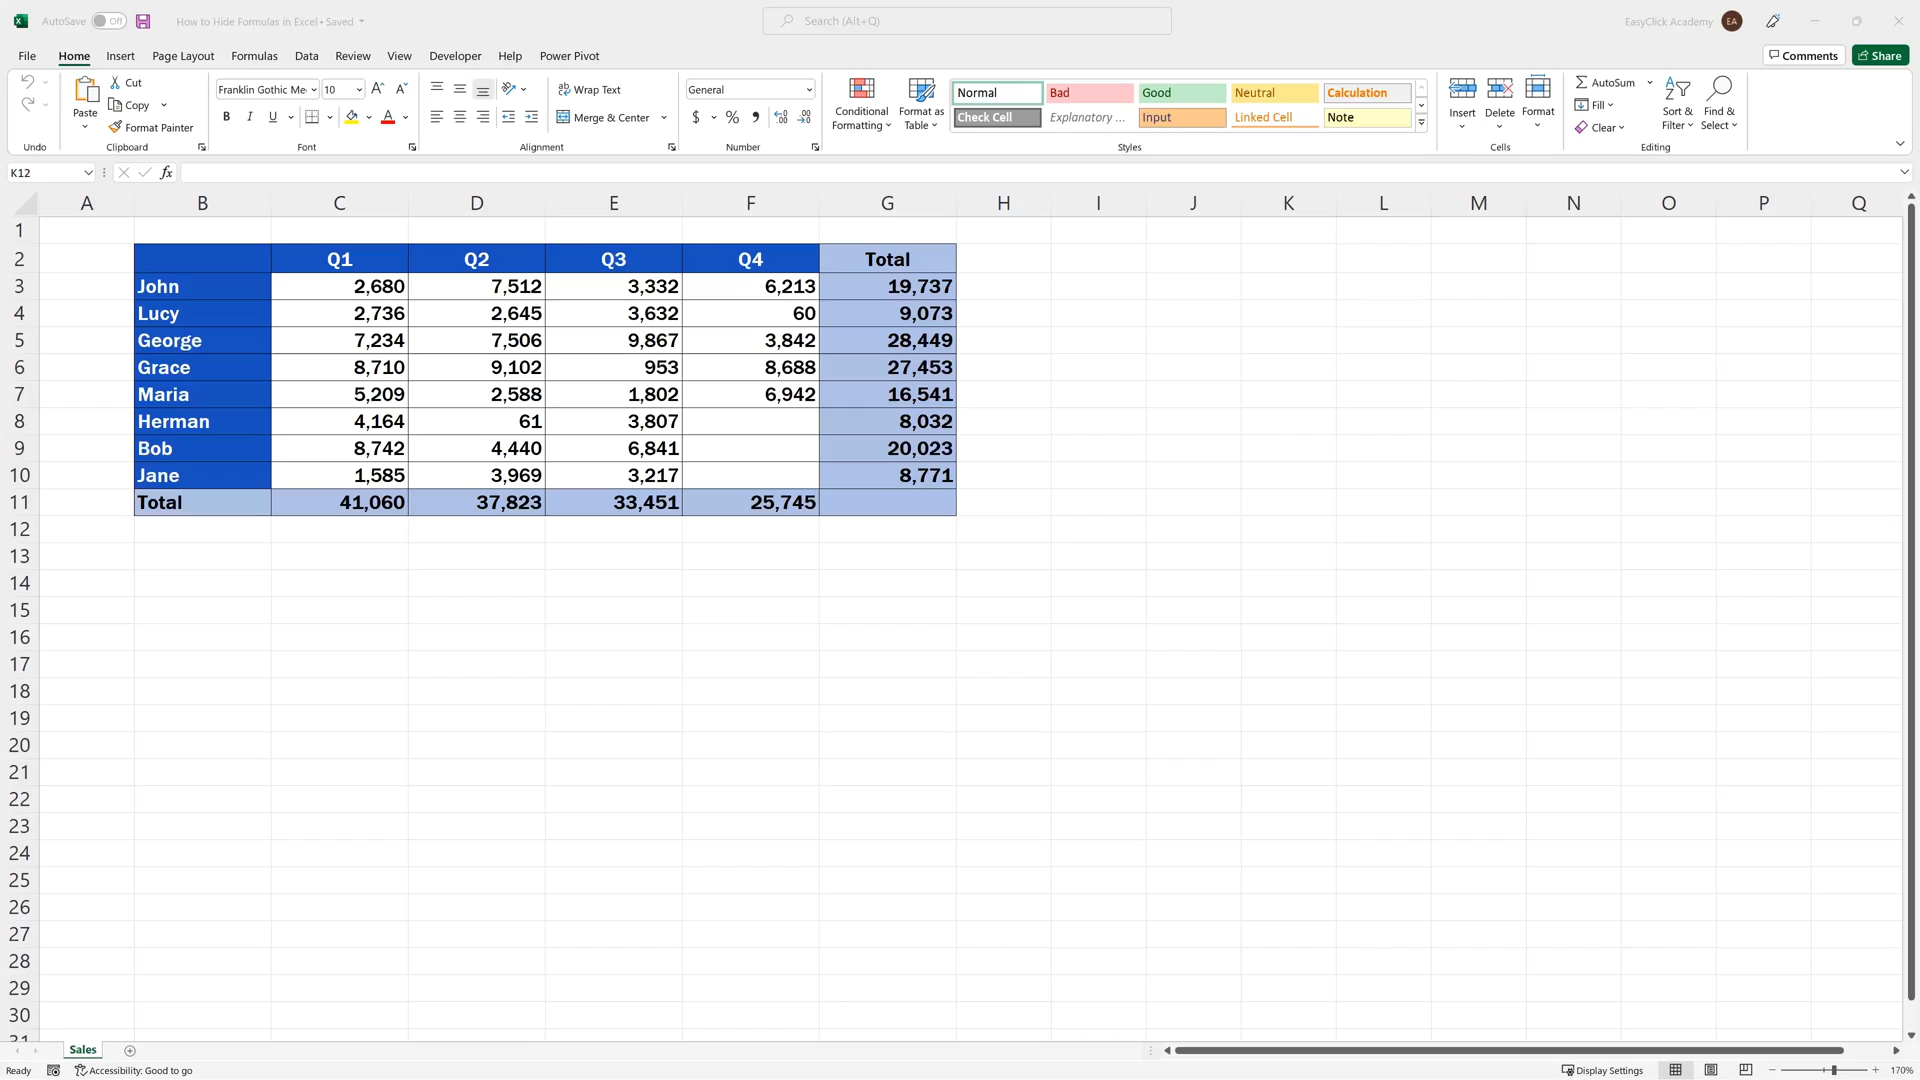 AutoSave Off How to Hide Formulas in Excel • Saved Search (Alt+Q) EasyClick Academy EA
File Home Insert Page Layout Formulas Data Review View Developer Help Power Pivot Comments Share
Paste Cut Copy Format Painter
Franklin Gothic Me 10
B I U A
Wrap Text
Merge & Center
General
$ %
Conditional Formatting
Format as Table
Normal Bad Good Neutral Calculation
Check Cell Explanatory ... Input Linked Cell Note
Insert Delete Format
AutoSum
Fill
Clear
Sort & Filter
Find & Select
Undo Clipboard Font Alignment Number Styles Cells Editing
K12 fx
A B C D E F G H I J K L M N O P Q
1
2 Q1 Q2 Q3 Q4 Total
3 John 2,680 7,512 3,332 6,213 19,737
4 Lucy 2,736 2,645 3,632 60 9,073
5 George 7,234 7,506 9,867 3,842 28,449
6 Grace 8,710 9,102 953 8,688 27,453
7 Maria 5,209 2,588 1,802 6,942 16,541
8 Herman 4,164 61 3,807 8,032
9 Bob 8,742 4,440 6,841 20,023
10 Jane 1,585 3,969 3,217 8,771
11 Total 41,060 37,823 33,451 25,745
12
13
14
15
16
17
18
19
20
21
22
23
24
25
26
27
28
29
30
31
Sales
Ready Accessibility: Good to go Display Settings 170%